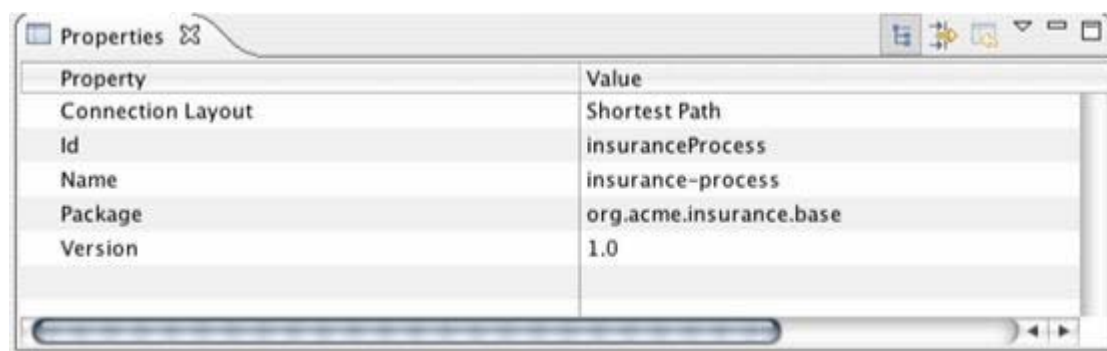 Properties
Property Value
Connection Layout Shortest Path
Id insuranceProcess
Name insurance-process
Package org.acme.insurance.base
Version 1.0